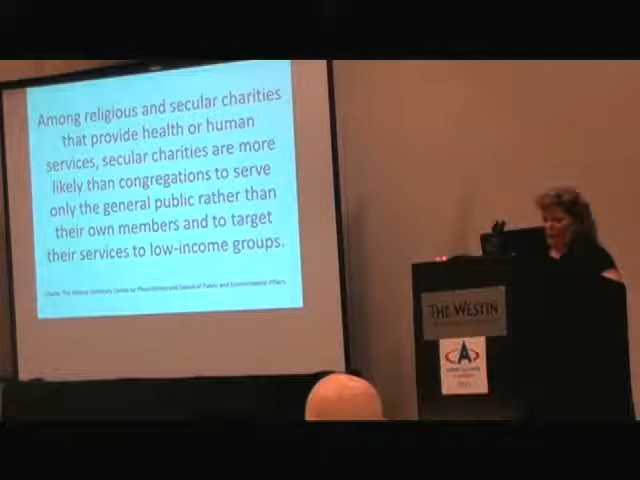 Among religious and secular charities
that provide health or human
services, secular charities are more
likely than congregations to serve
only the general public rather than
their own members and to target
their services to low-income groups.
THE WESTIN